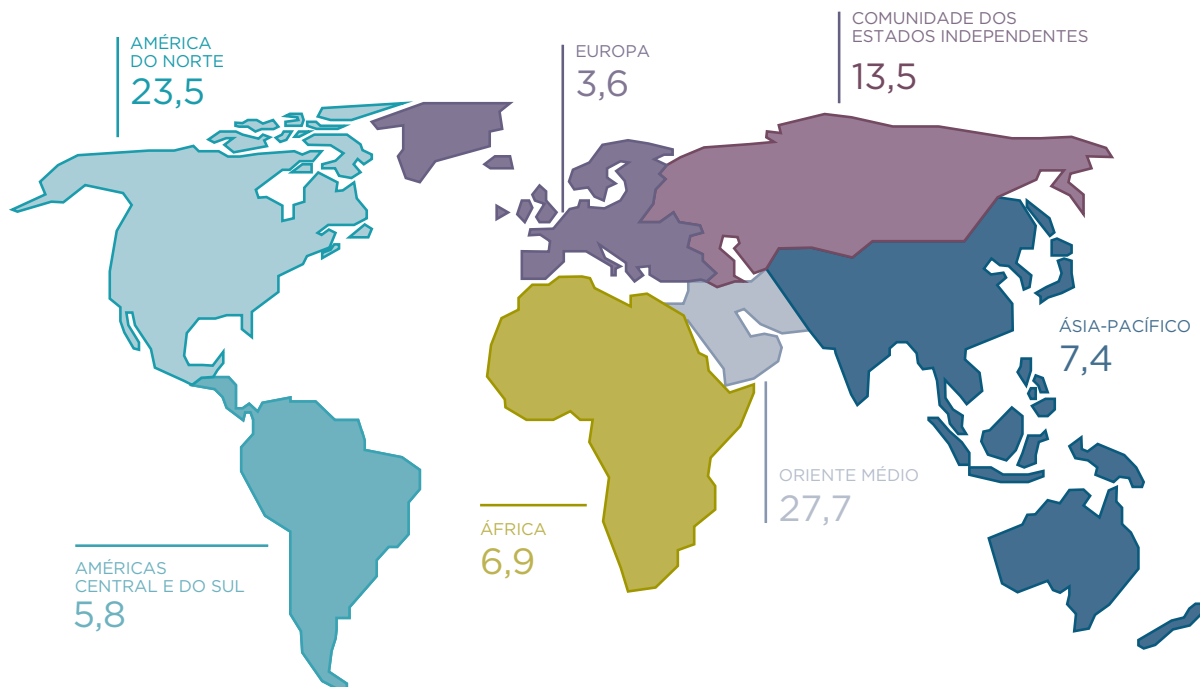 AMÉRICA
DO NORTE
23,5
EUROPA
3,6
COMUNIDADE DOS
ESTADOS INDEPENDENTES
13,5
ÁSIA-PACÍFICO
7,4
ORIENTE MÉDIO
27,7
ÁFRICA
6,9
AMÉRICAS
CENTRAL E DO SUL
5,8